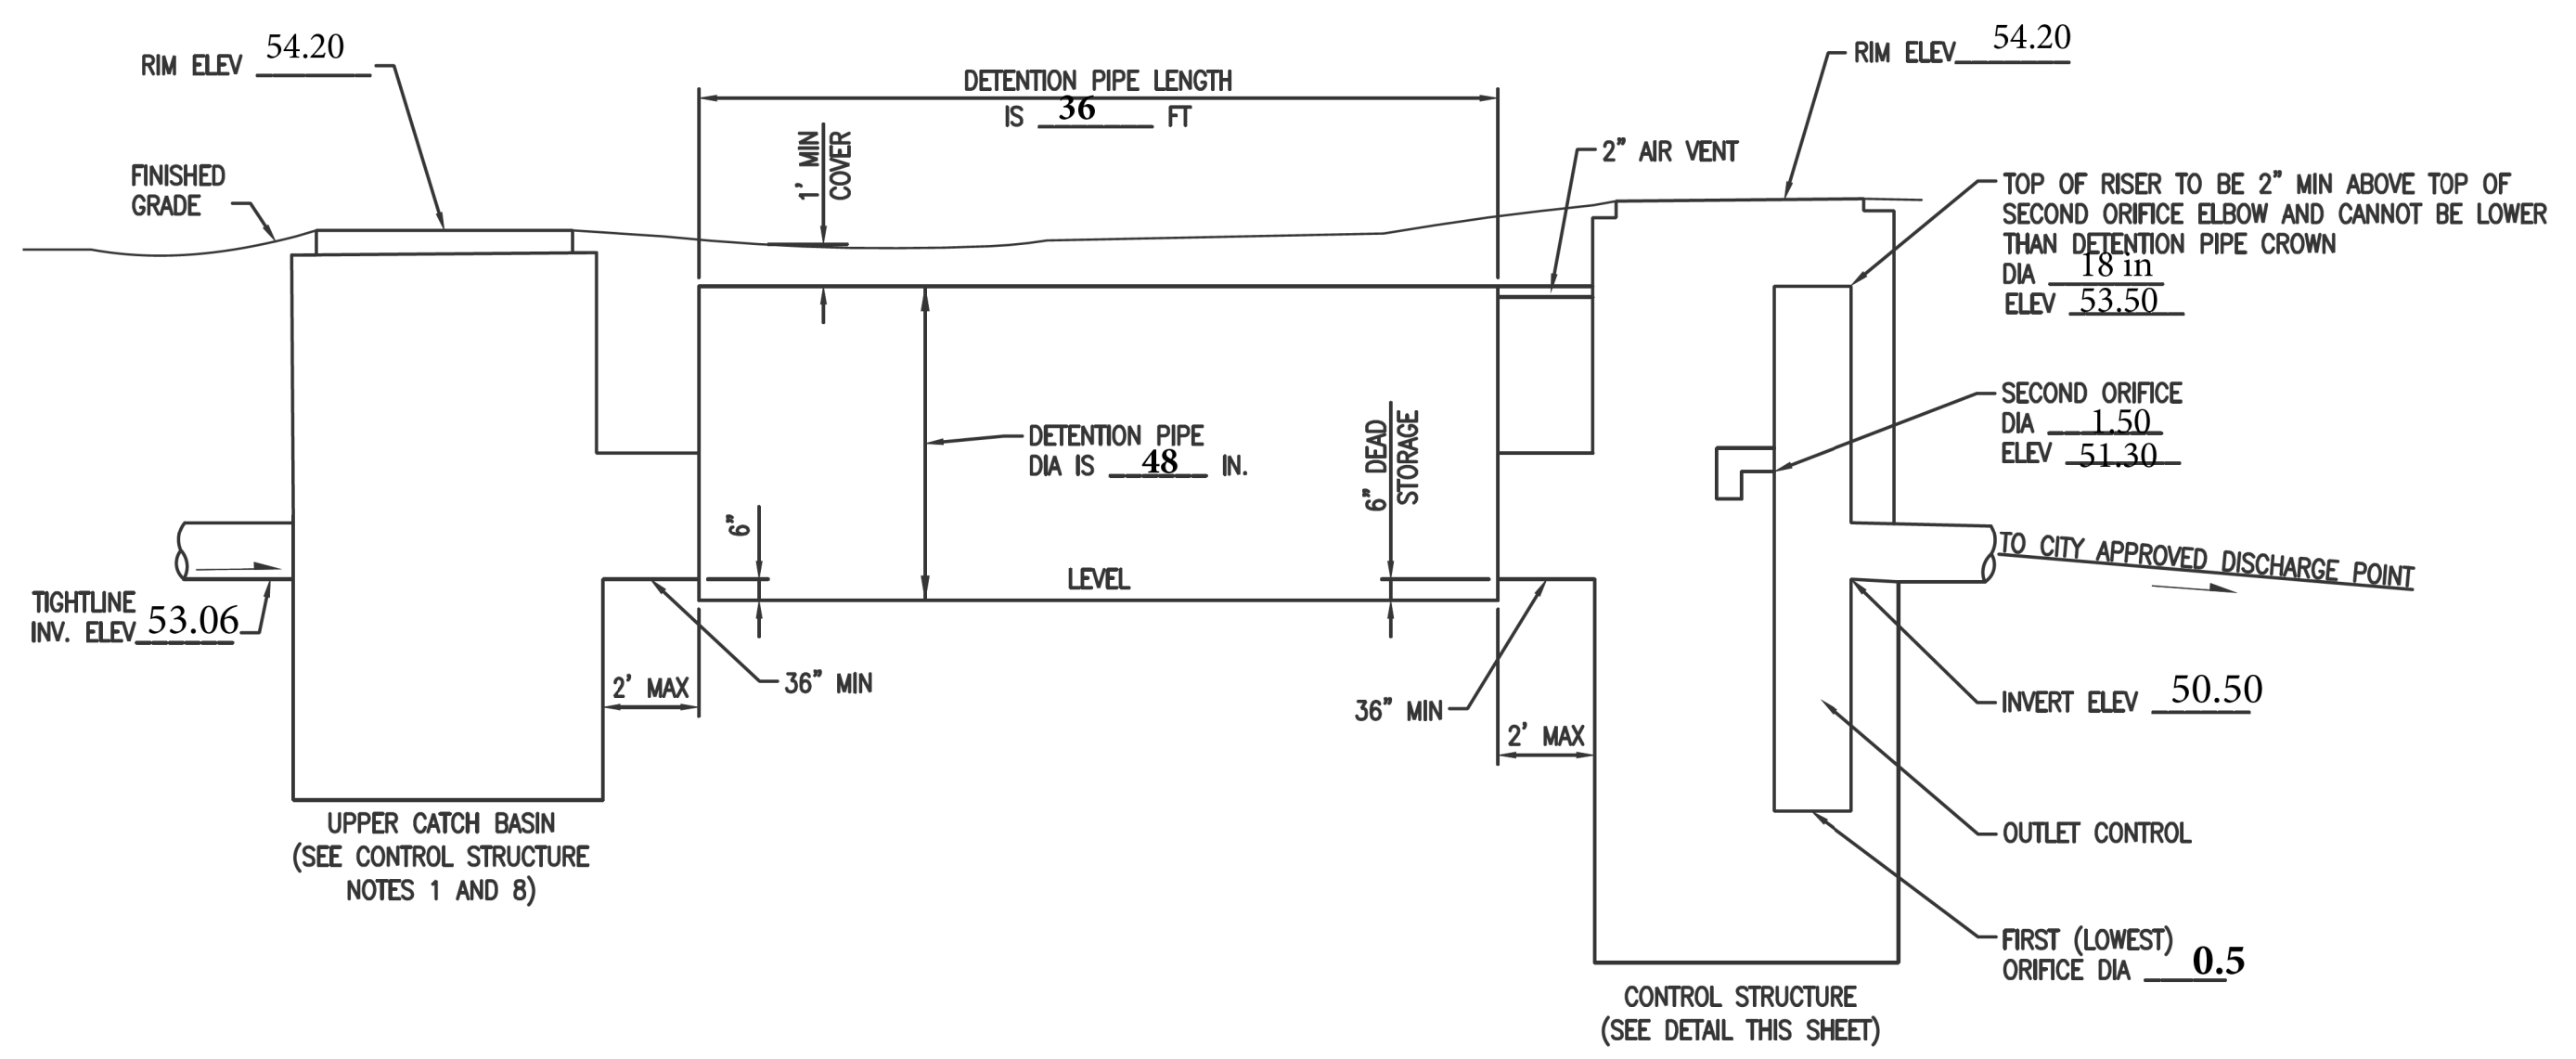 RIM ELEV 54.20
FINISHED
GRADE
DETENTION PIPE LENGTH
IS 36 FT
1' MIN
COVER
2" AIR VENT
RIM ELEV 54.20
TOP OF RISER TO BE 2" MIN ABOVE TOP OF
SECOND ORIFICE ELBOW AND CANNOT BE LOWER
THAN DETENTION PIPE CROWN
DIA 18 in
ELEV 53.50
SECOND ORIFICE
DIA 1.50
ELEV 51.30
DETENTION PIPE
DIA IS 48 IN.
6" DEAD
STORAGE
6"
LEVEL
TO CITY APPROVED DISCHARGE POINT
TIGHTLINE
INV. ELEV 53.06
2' MAX
36" MIN
36" MIN
2' MAX
INVERT ELEV 50.50
OUTLET CONTROL
UPPER CATCH BASIN
(SEE CONTROL STRUCTURE
NOTES 1 AND 8)
FIRST (LOWEST)
ORIFICE DIA 0.5
CONTROL STRUCTURE
(SEE DETAIL THIS SHEET)